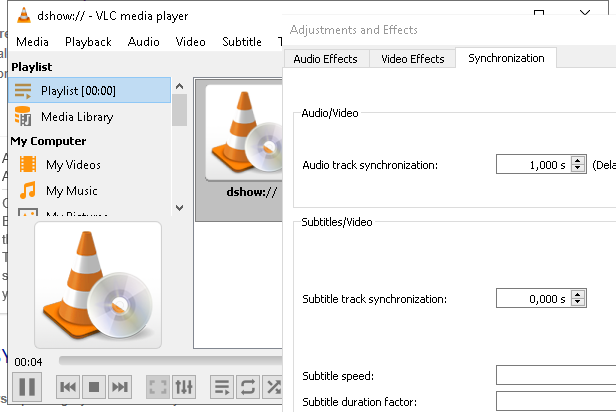 dshow:// - VLC media player
Media Playback Audio Video Subtitle
Playlist
Playlist [00:00]
Media Library
My Computer
My Videos
My Music
My Pictures
dshow://
00:04
Adjustments and Effects
Audio Effects Video Effects Synchronization
Audio/Video
Audio track synchronization: 1,000 s (Dela
Subtitles/Video
Subtitle track synchronization: 0,000 s
Subtitle speed:
Subtitle duration factor: